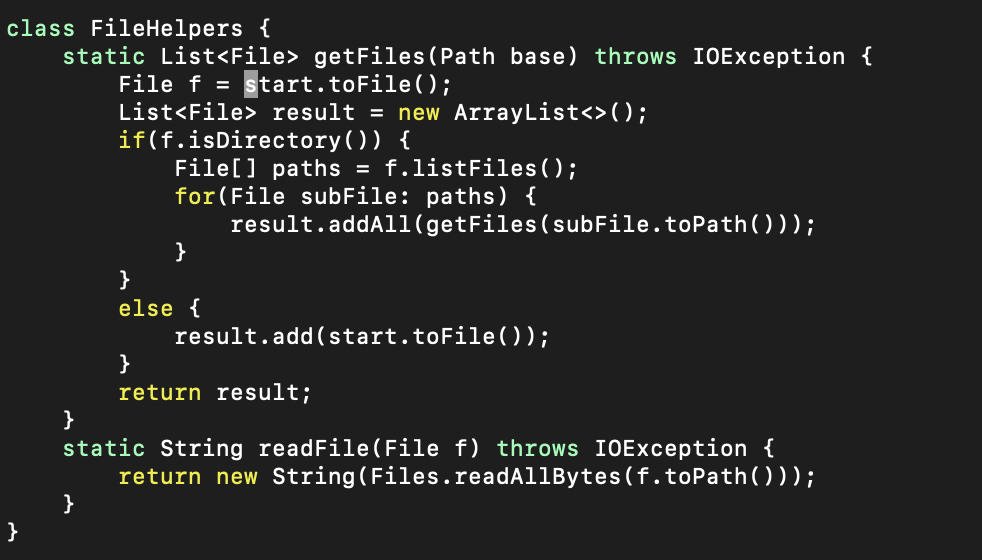 class FileHelpers {
    static List<File> getFiles(Path base) throws IOException {
        File f = start.toFile();
        List<File> result = new ArrayList<>();
        if(f.isDirectory()) {
            File[] paths = f.listFiles();
            for(File subFile: paths) {
                result.addAll(getFiles(subFile.toPath()));
            }
        }
        else {
            result.add(start.toFile());
        }
        return result;
    }
    static String readFile(File f) throws IOException {
        return new String(Files.readAllBytes(f.toPath()));
    }
}